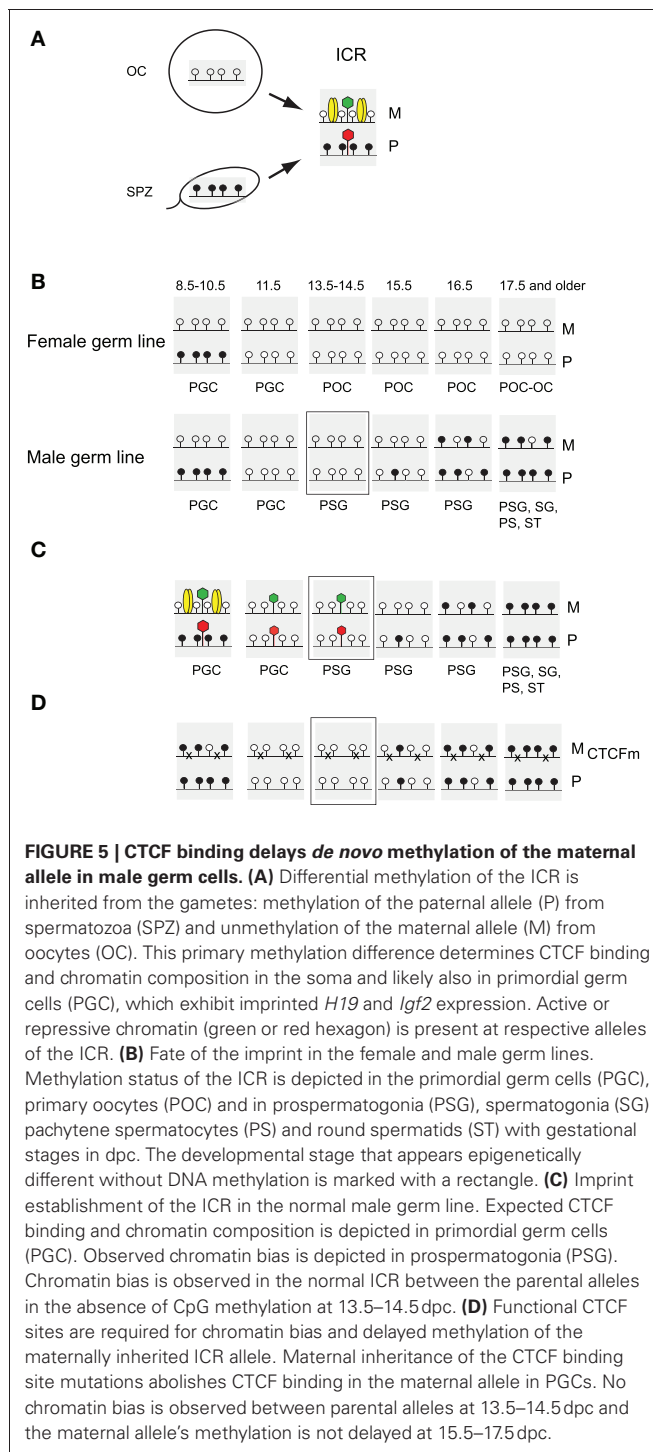 A
OC
ICR
M
P
SPZ
B
8.5-10.5 11.5 13.5-14.5 15.5 16.5 17.5 and older
Female germ line
M
P
PGC PGC POC POC POC POC-OC
Male germ line
M
P
PGC PGC PSG PSG PSG PSG, SG,
PS, ST
C
M
P
PGC PGC PSG PSG PSG PSG, SG,
PS, ST
D
M CTCFm
x x x x x x x x x x x x
P
FIGURE 5 | CTCF binding delays de novo methylation of the maternal
allele in male germ cells. (A) Differential methylation of the ICR is
inherited from the gametes: methylation of the paternal allele (P) from
spermatozoa (SPZ) and unmethylation of the maternal allele (M) from
oocytes (OC). This primary methylation difference determines CTCF binding
and chromatin composition in the soma and likely also in primordial germ
cells (PGC), which exhibit imprinted H19 and Igf2 expression. Active or
repressive chromatin (green or red hexagon) is present at respective alleles
of the ICR. (B) Fate of the imprint in the female and male germ lines.
Methylation status of the ICR is depicted in the primordial germ cells (PGC),
primary oocytes (POC) and in prospermatogonia (PSG), spermatogonia (SG)
pachytene spermatocytes (PS) and round spermatids (ST) with gestational
stages in dpc. The developmental stage that appears epigenetically
different without DNA methylation is marked with a rectangle. (C) Imprint
establishment of the ICR in the normal male germ line. Expected CTCF
binding and chromatin composition is depicted in primordial germ cells
(PGC). Observed chromatin bias is depicted in prospermatogonia (PSG).
Chromatin bias is observed in the normal ICR between the parental alleles
in the absence of CpG methylation at 13.5–14.5 dpc. (D) Functional CTCF
sites are required for chromatin bias and delayed methylation of the
maternally inherited ICR allele. Maternal inheritance of the CTCF binding
site mutations abolishes CTCF binding in the maternal allele in PGCs. No
chromatin bias is observed between parental alleles at 13.5–14.5 dpc and
the maternal allele's methylation is not delayed at 15.5–17.5 dpc.